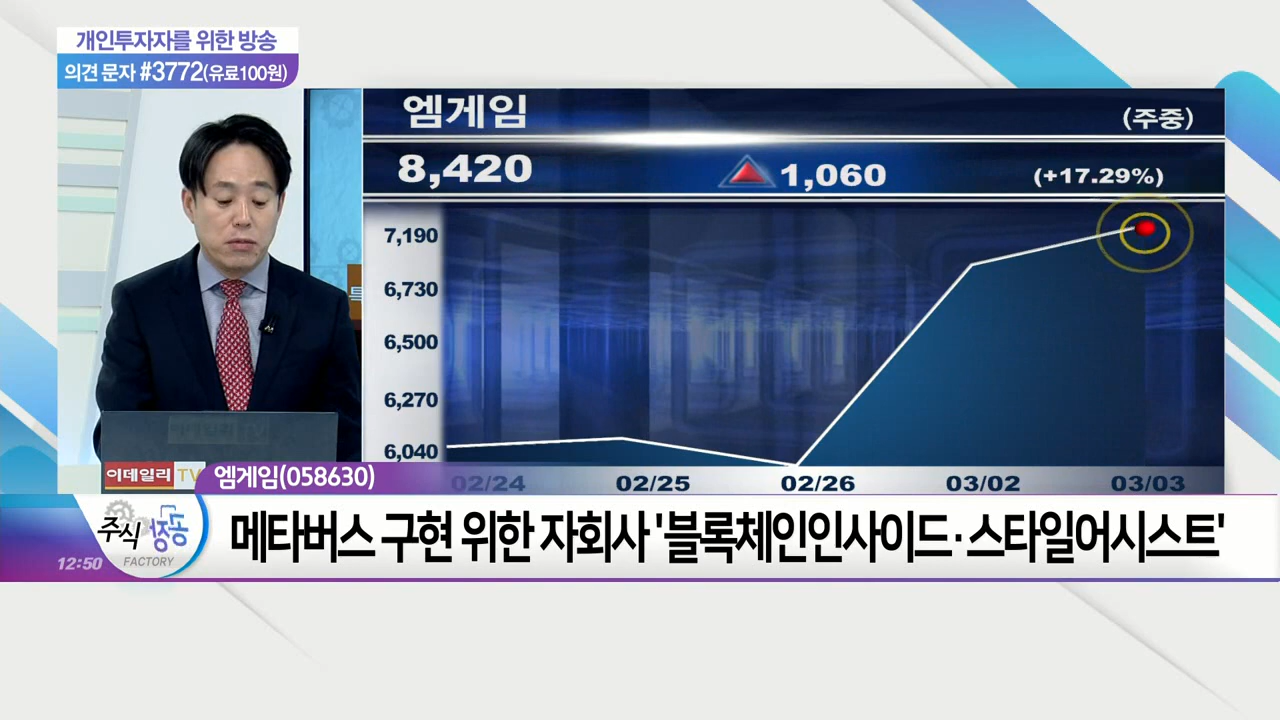 개인투자자를 위한 방송
의견 문자 #3772(유료100원)
엠게임
(주중)
8,420
1,060
(+17.29%)
7,190
6,730
6,500
6,270
6,040
02/24 02/25 02/26 03/02 03/03
이데일리 TV
엠게임(058630)
주식
FACTORY
12:50
메타버스 구현 위한 자회사 '블록체인인사이드·스타일어시스트'